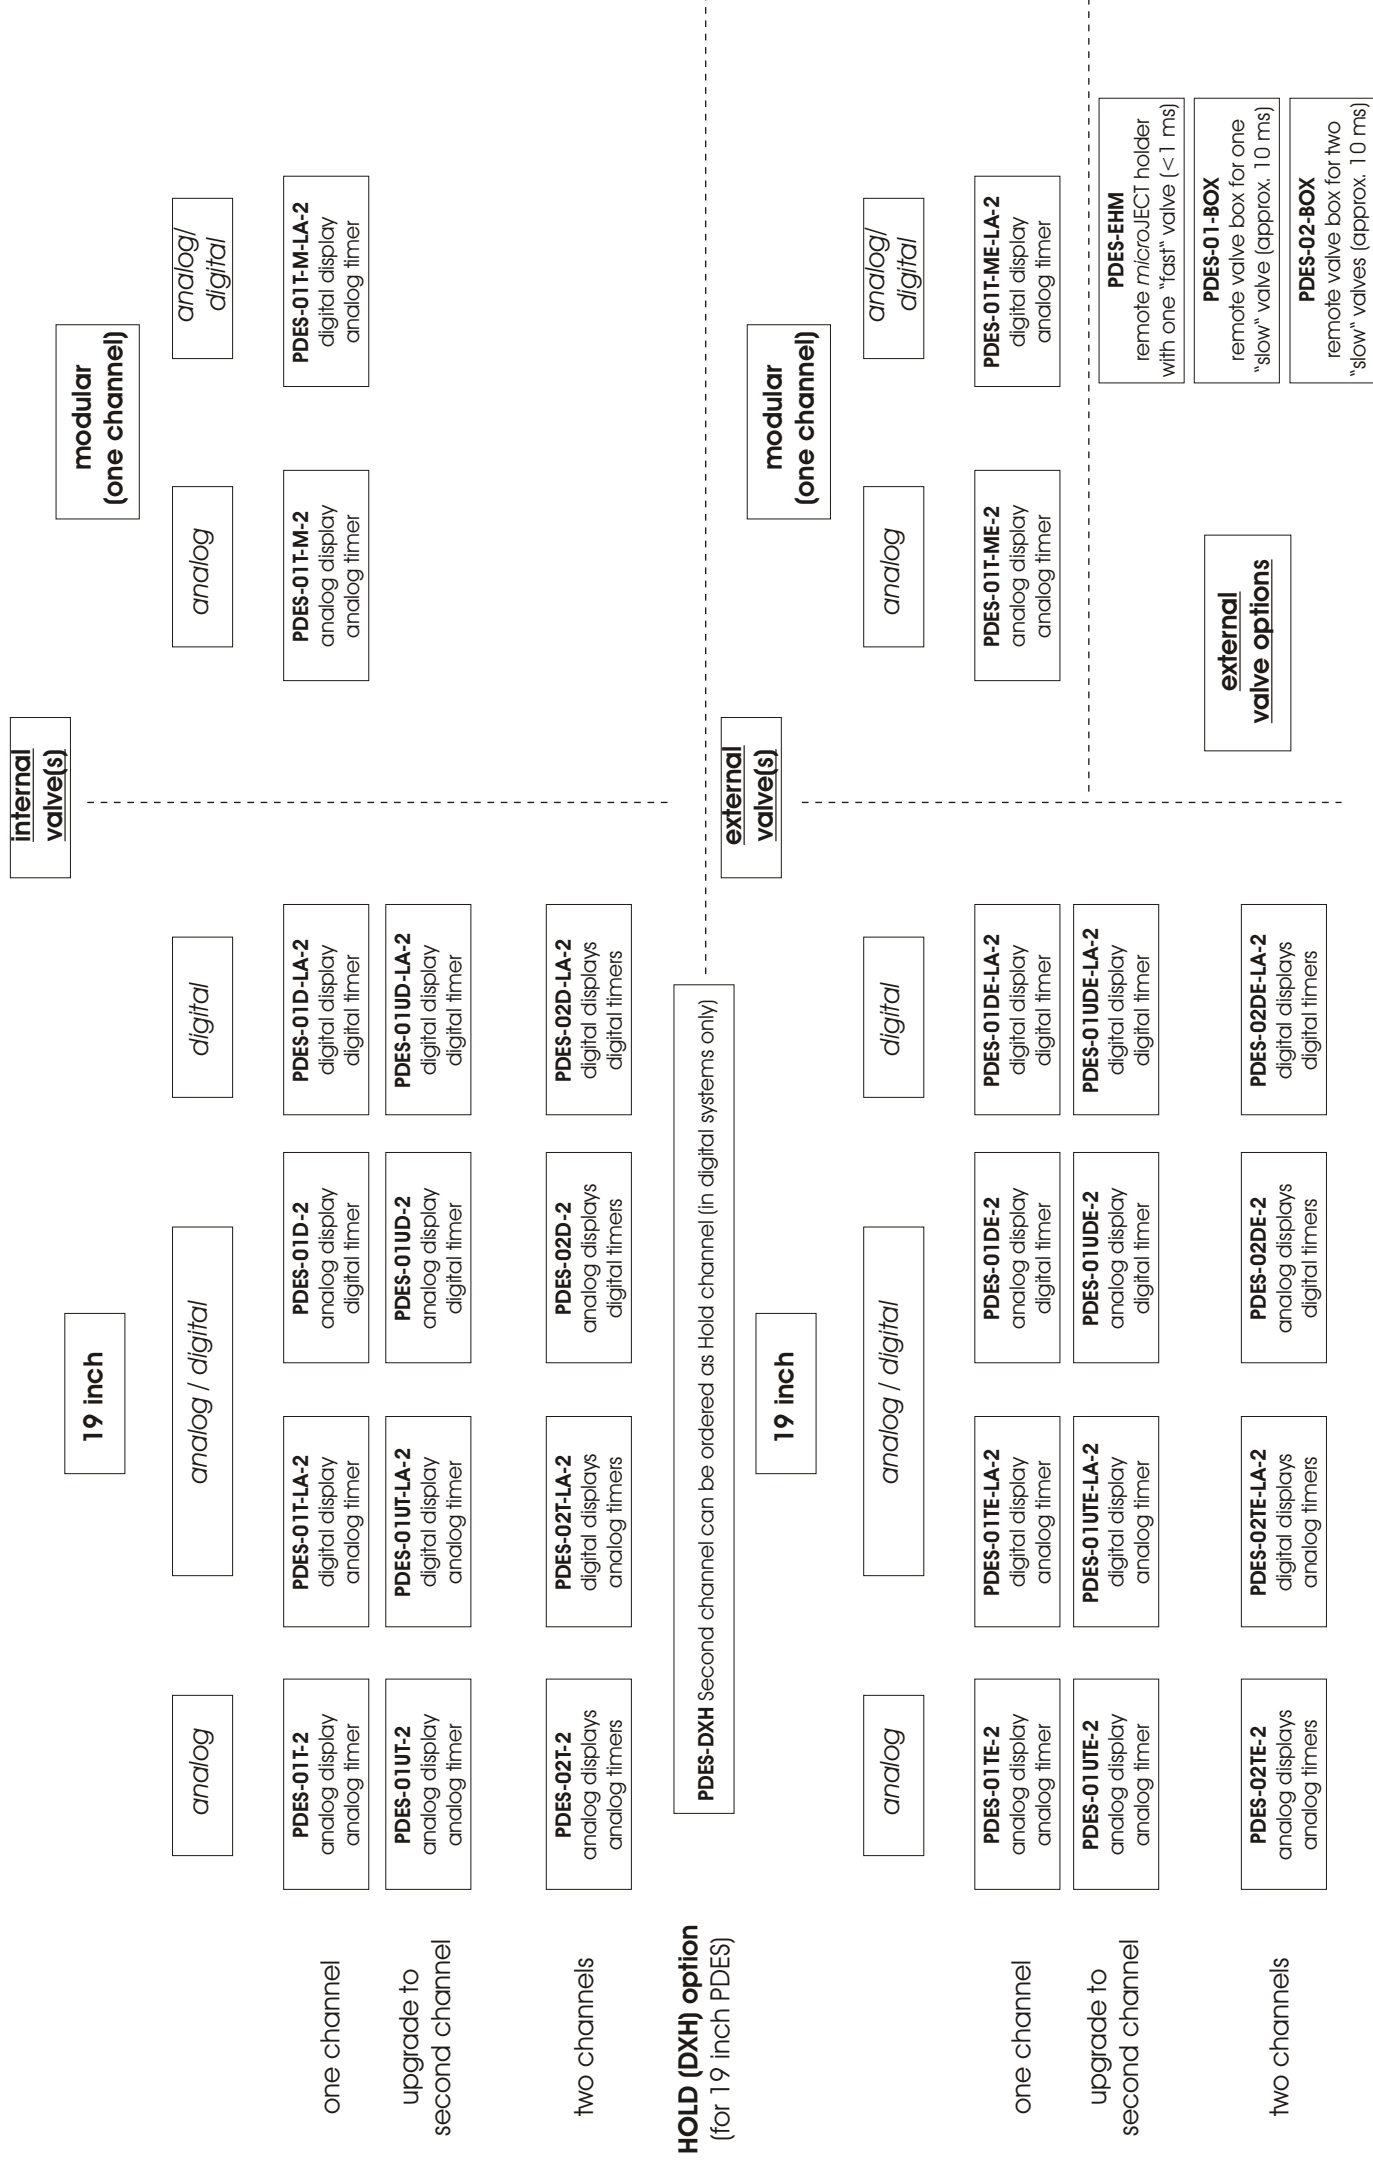 internal
valve(s)
19 inch
modular
(one channel)
analog
analog / digital
digital
analog
analog/
digital
one channel
PDES-01T-2
analog display
analog timer
PDES-01T-LA-2
digital display
analog timer
PDES-01D-2
analog display
digital timer
PDES-01D-LA-2
digital display
digital timer
PDES-01T-M-2
analog display
analog timer
PDES-01T-M-LA-2
digital display
analog timer
upgrade to
second channel
PDES-01UT-2
analog display
analog timer
PDES-01UT-LA-2
digital display
analog timer
PDES-01UD-2
analog display
digital timer
PDES-01UD-LA-2
digital display
digital timer
two channels
PDES-02T-2
analog displays
analog timers
PDES-02T-LA-2
digital displays
analog timers
PDES-02D-2
analog displays
digital timers
PDES-02D-LA-2
digital displays
digital timers
HOLD (DXH) option
(for 19 inch PDES)
PDES-DXH Second channel can be ordered as Hold channel (in digital systems only)
external
valve(s)
19 inch
modular
(one channel)
analog
analog / digital
digital
analog
analog/
digital
one channel
PDES-01TE-2
analog display
analog timer
PDES-01TE-LA-2
digital display
analog timer
PDES-01DE-2
analog display
digital timer
PDES-01DE-LA-2
digital display
digital timer
PDES-01T-ME-2
analog display
analog timer
PDES-01T-ME-LA-2
digital display
analog timer
upgrade to
second channel
PDES-01UTE-2
analog display
analog timer
PDES-01UTE-LA-2
digital display
analog timer
PDES-01UDE-2
analog display
digital timer
PDES-01UDE-LA-2
digital display
digital timer
two channels
PDES-02TE-2
analog displays
analog timers
PDES-02TE-LA-2
digital displays
analog timers
PDES-02DE-2
analog displays
digital timers
PDES-02DE-LA-2
digital displays
digital timers
external
valve options
PDES-EHM
remote microJECT holder
with one “fast“ valve (<1 ms)
PDES-01-BOX
remote valve box for one
“slow“ valve (approx. 10 ms)
PDES-02-BOX
remote valve box for two
“slow“ valves (approx. 10 ms)